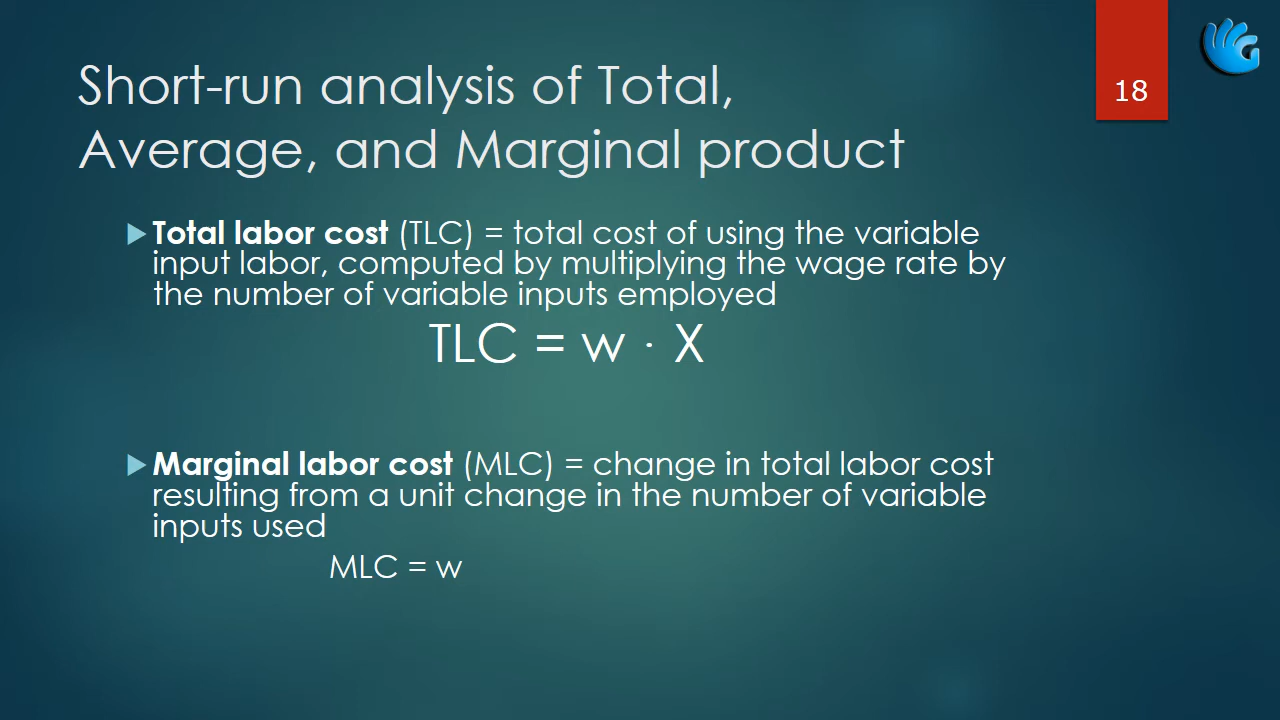 18
Short-run analysis of Total,
Average, and Marginal product
Total labor cost (TLC) = total cost of using the variable
input labor, computed by multiplying the wage rate by
the number of variable inputs employed
TLC = w · X
Marginal labor cost (MLC) = change in total labor cost
resulting from a unit change in the number of variable
inputs used
MLC = w